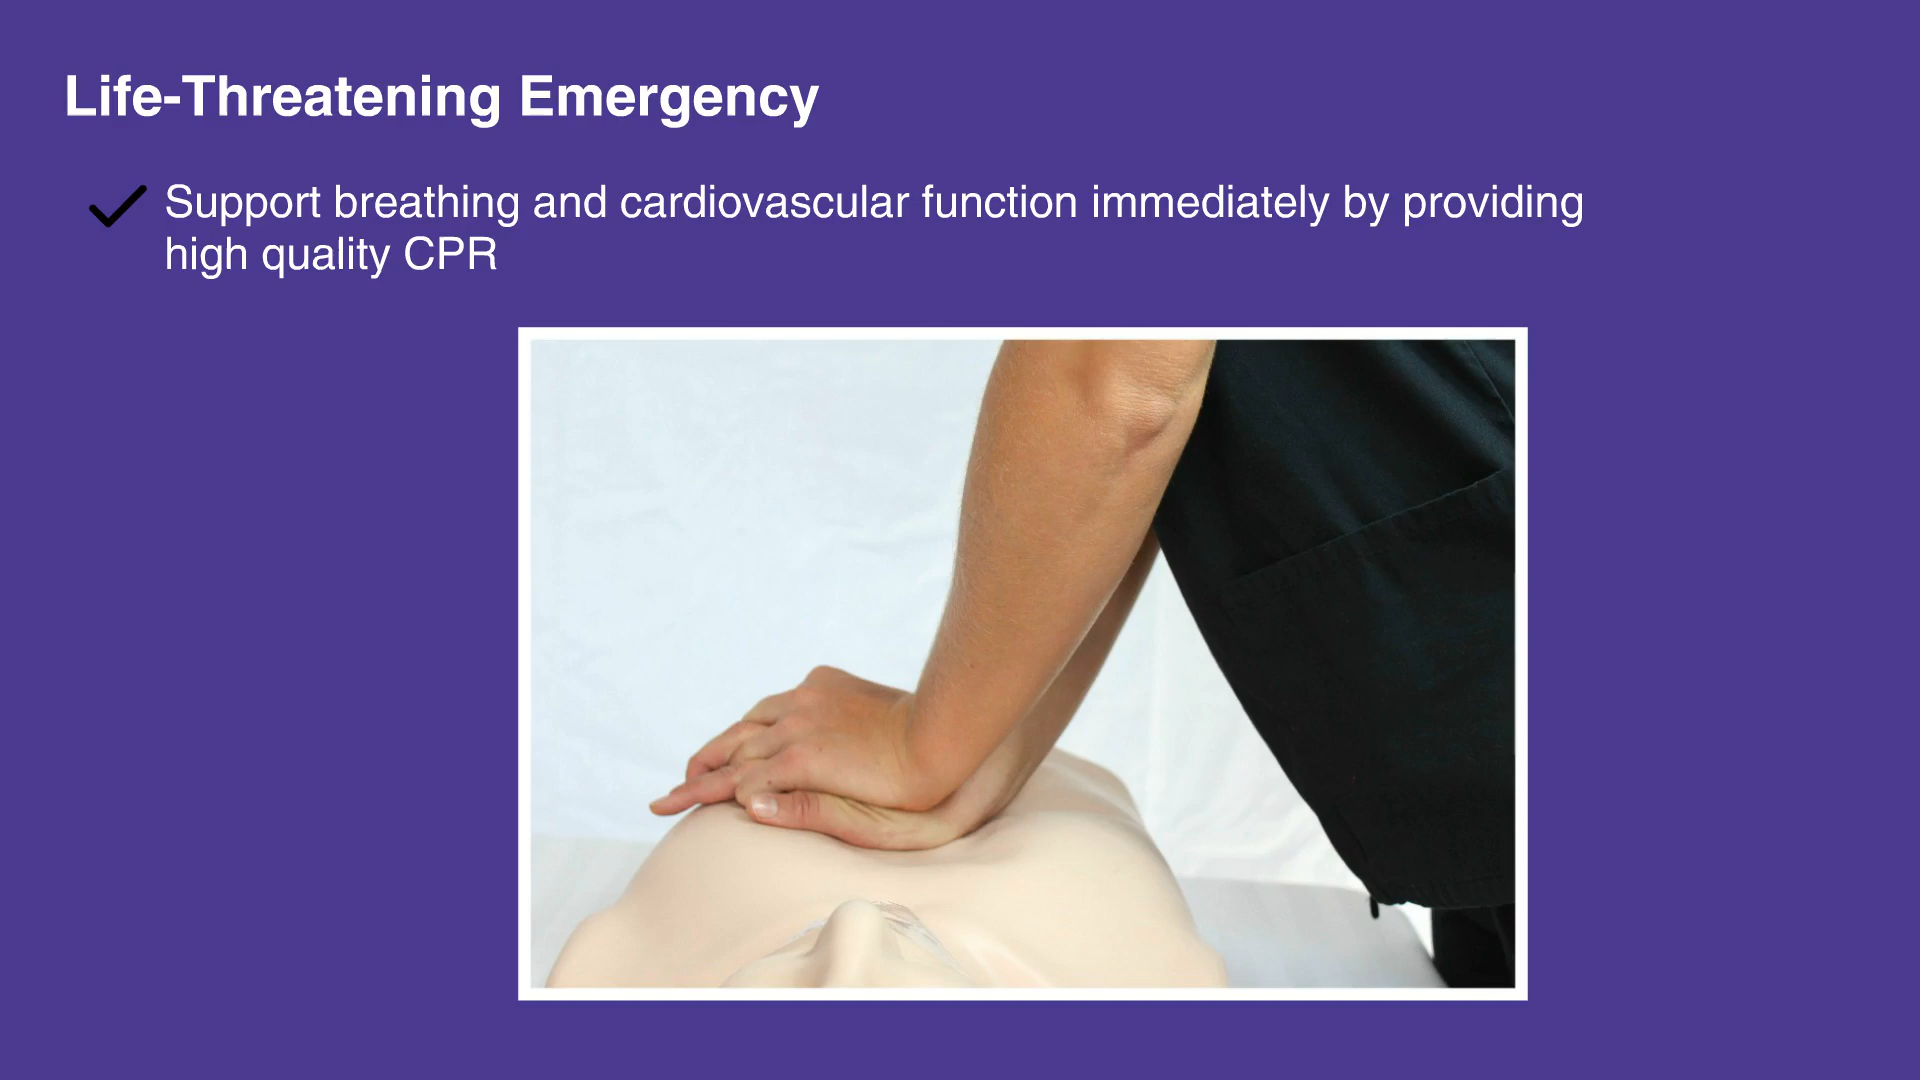 Life-Threatening Emergency
Support breathing and cardiovascular function immediately by providing
high quality CPR